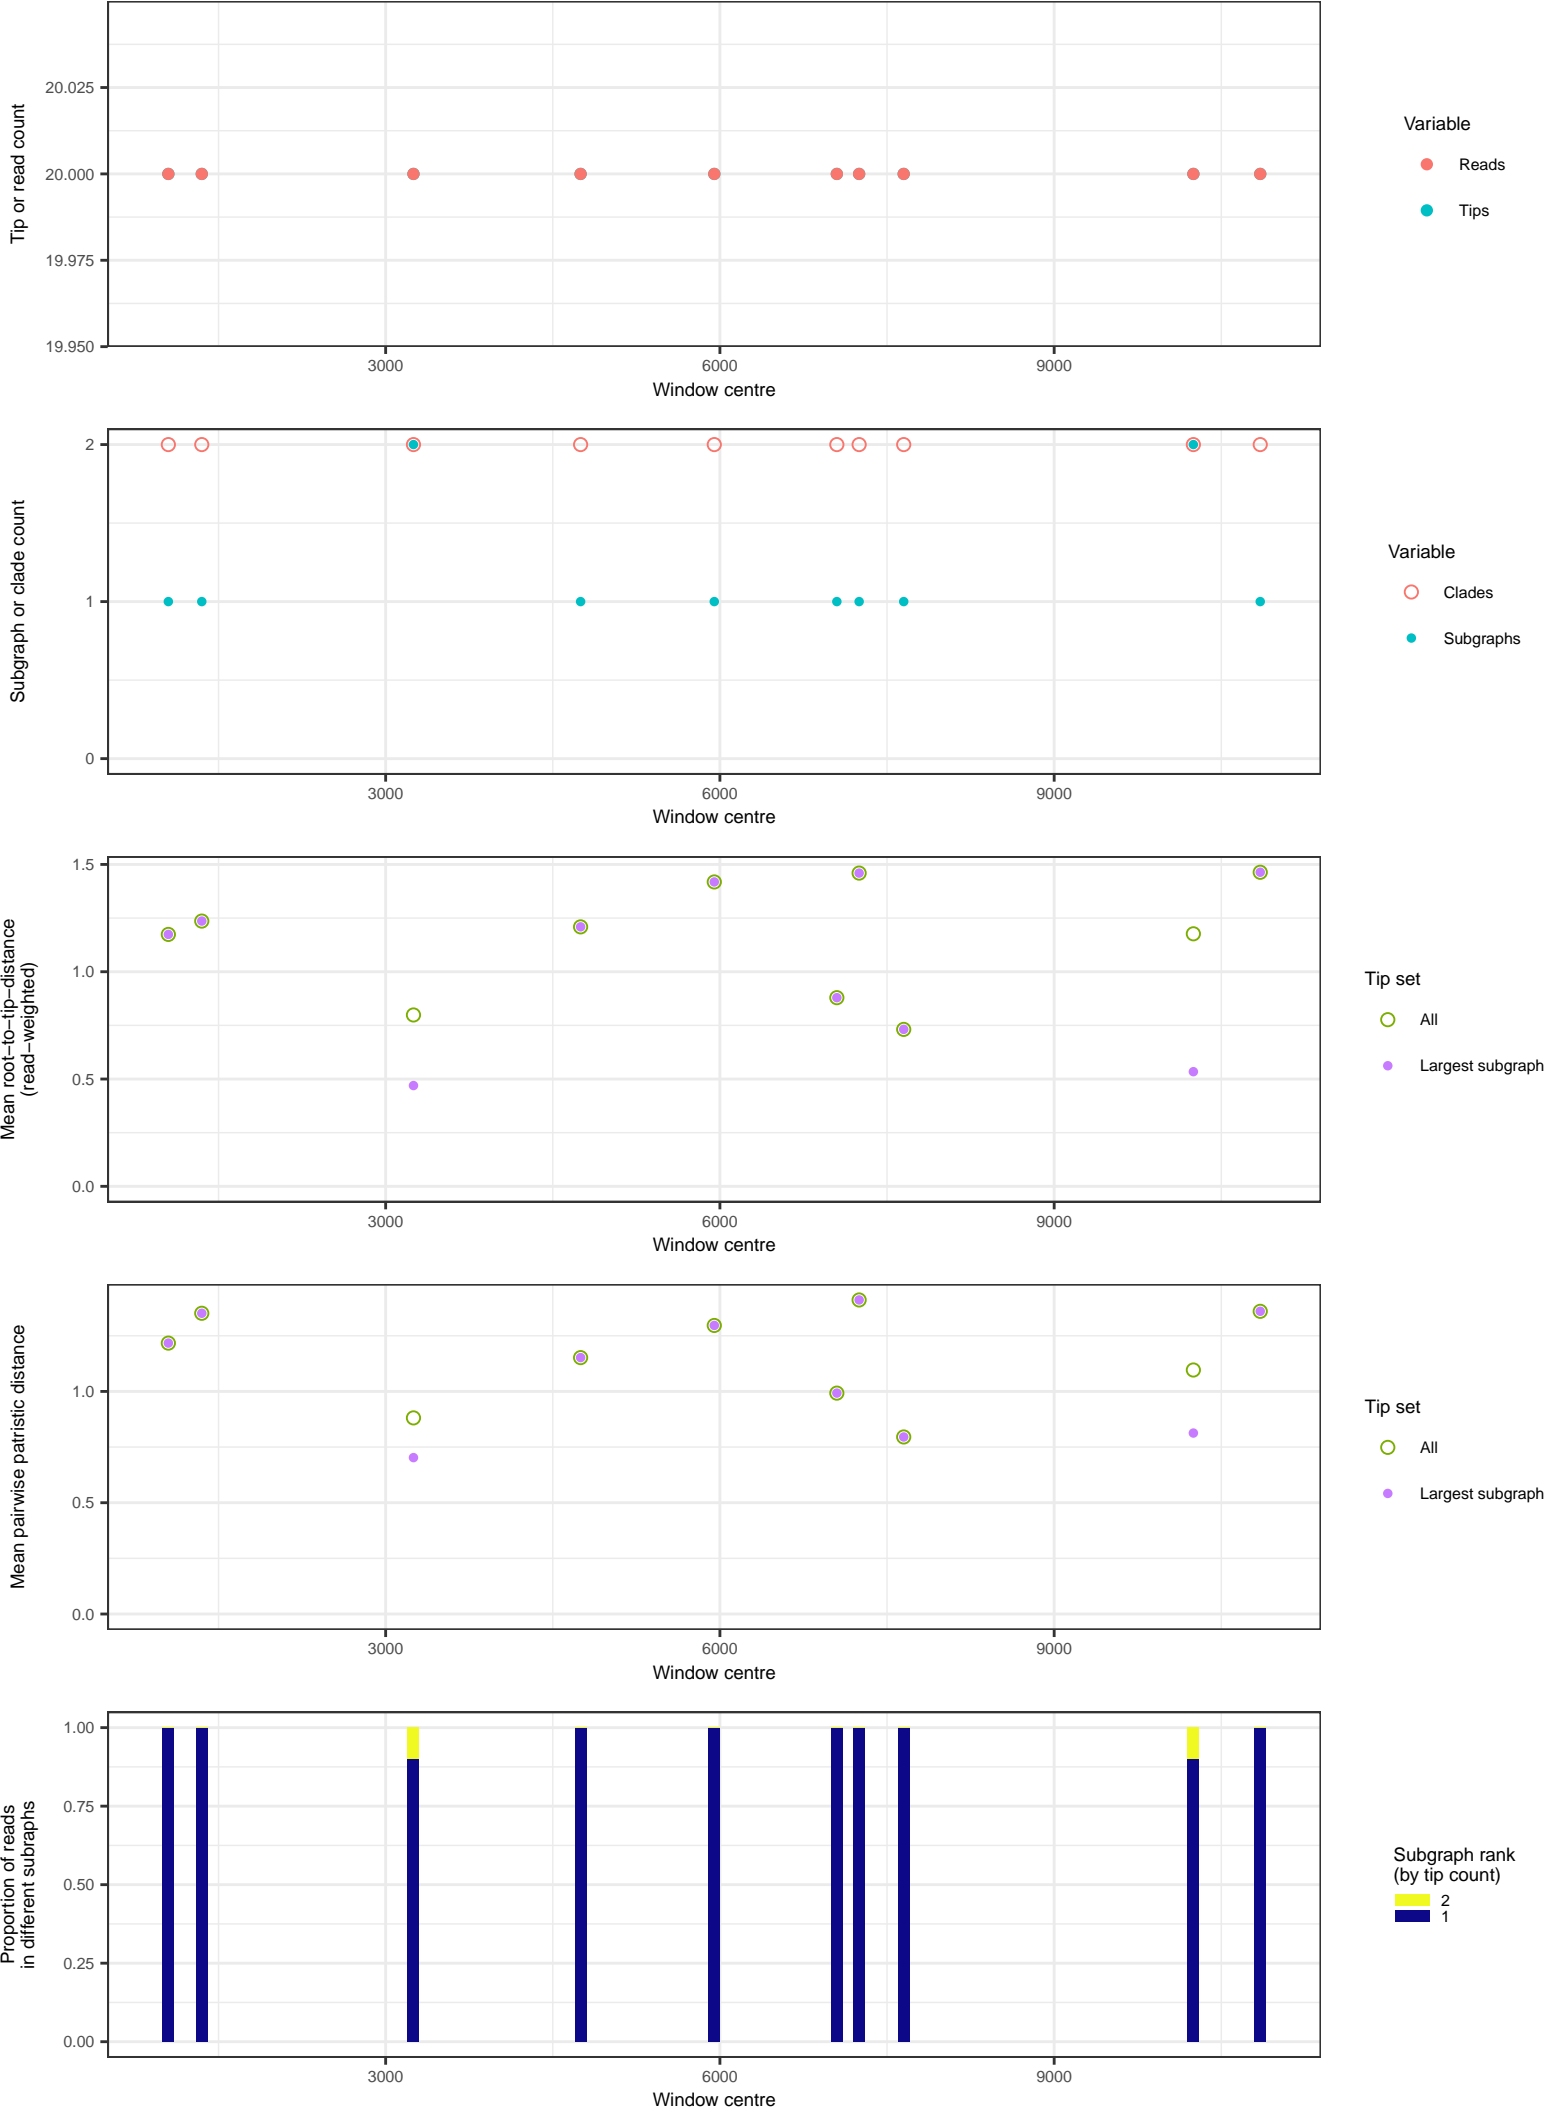 Tip or read count
20.025
20.000
19.975
19.950
3000
6000
9000
Window centre
Variable
Reads
Tips
Subgraph or clade count
2
1
0
3000
6000
9000
Window centre
Variable
Clades
Subgraphs
Mean root−to−tip−distance
(read−weighted)
1.5
1.0
0.5
0.0
3000
6000
9000
Window centre
Tip set
All
Largest subgraph
Mean pairwise patristic distance
1.0
0.5
0.0
3000
6000
9000
Window centre
Tip set
All
Largest subgraph
Proportion of reads
in different subraphs
1.00
0.75
0.50
0.25
0.00
3000
6000
9000
Window centre
Subgraph rank
(by tip count)
2
1